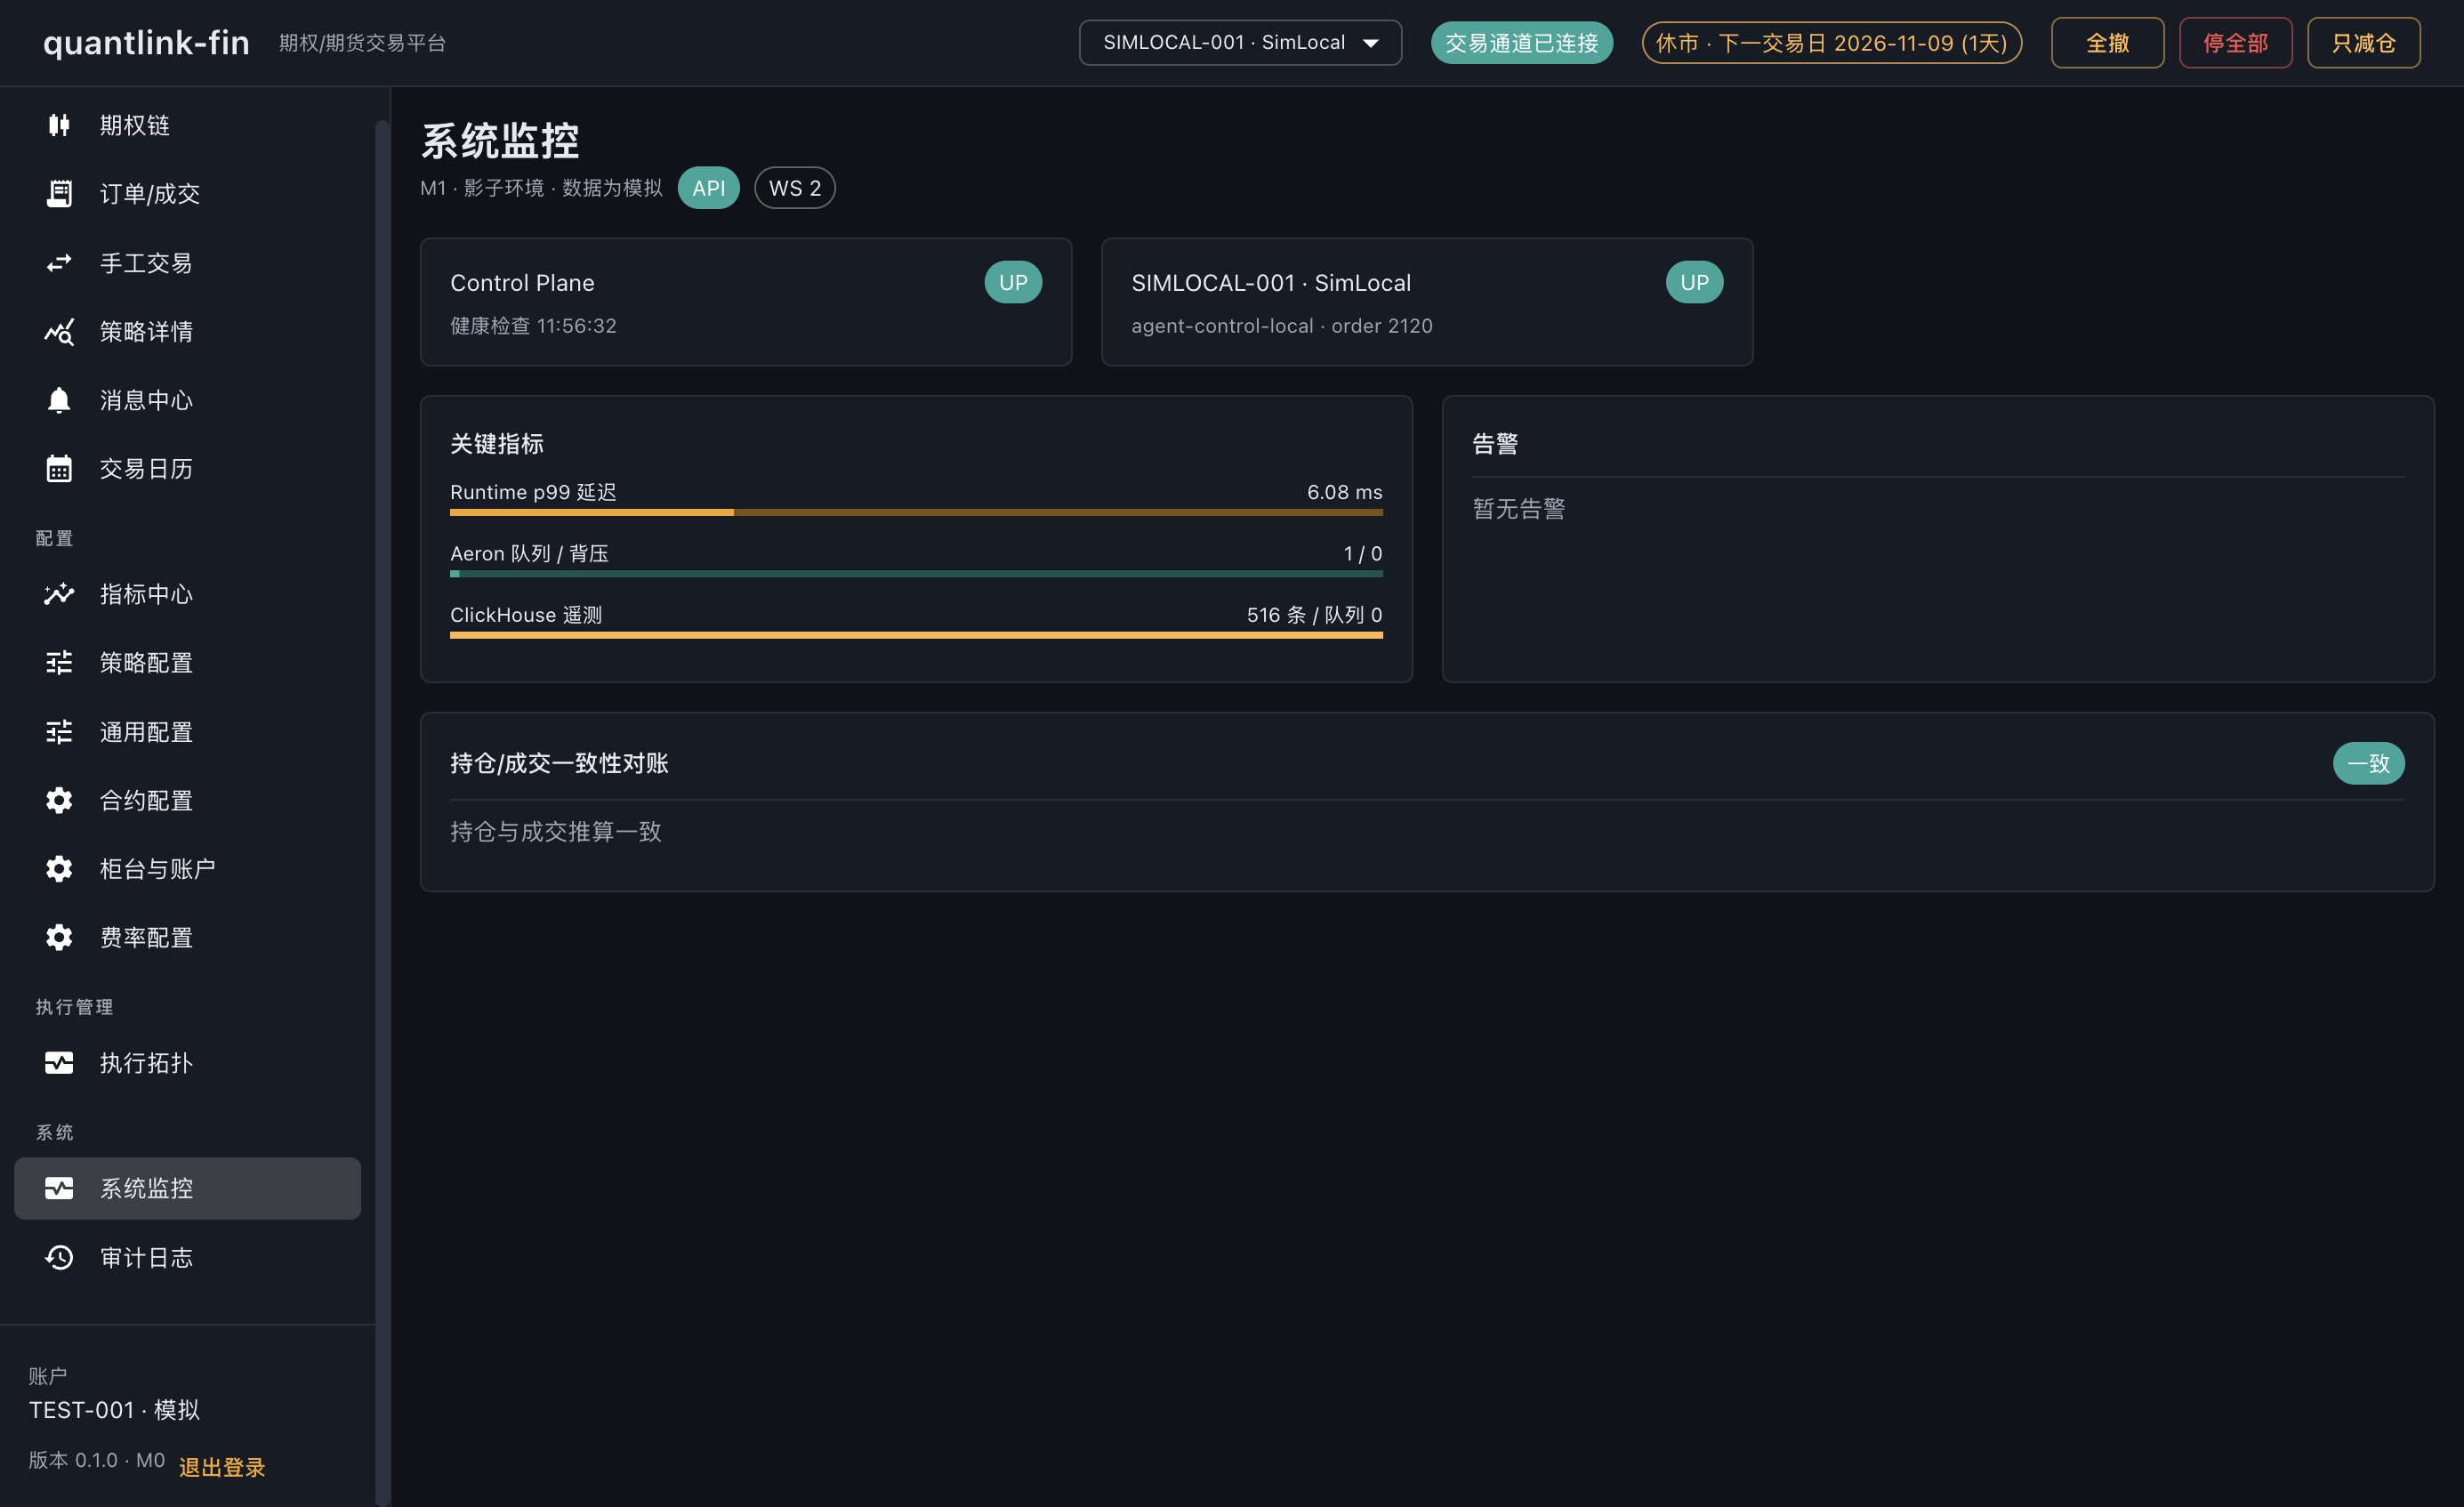 quantlink-fin 期权/期货交易平台 SIMLOCAL-001 · SimLocal 交易通道已连接 休市 · 下一交易日 2026-11-09 (1天) 全撤 停全部 只减仓
期权链
订单/成交
手工交易
策略详情
消息中心
交易日历
配置
指标中心
策略配置
通用配置
合约配置
柜台与账户
费率配置
执行管理
执行拓扑
系统
系统监控
审计日志
账户
TEST-001 · 模拟
版本 0.1.0 · M0 退出登录
系统监控
M1 · 影子环境 · 数据为模拟 API WS 2
Control Plane UP
健康检查 11:56:32
SIMLOCAL-001 · SimLocal UP
agent-control-local · order 2120
关键指标
Runtime p99 延迟 6.08 ms
Aeron 队列 / 背压 1 / 0
ClickHouse 遥测 516 条 / 队列 0
告警
暂无告警
持仓/成交一致性对账 一致
持仓与成交推算一致